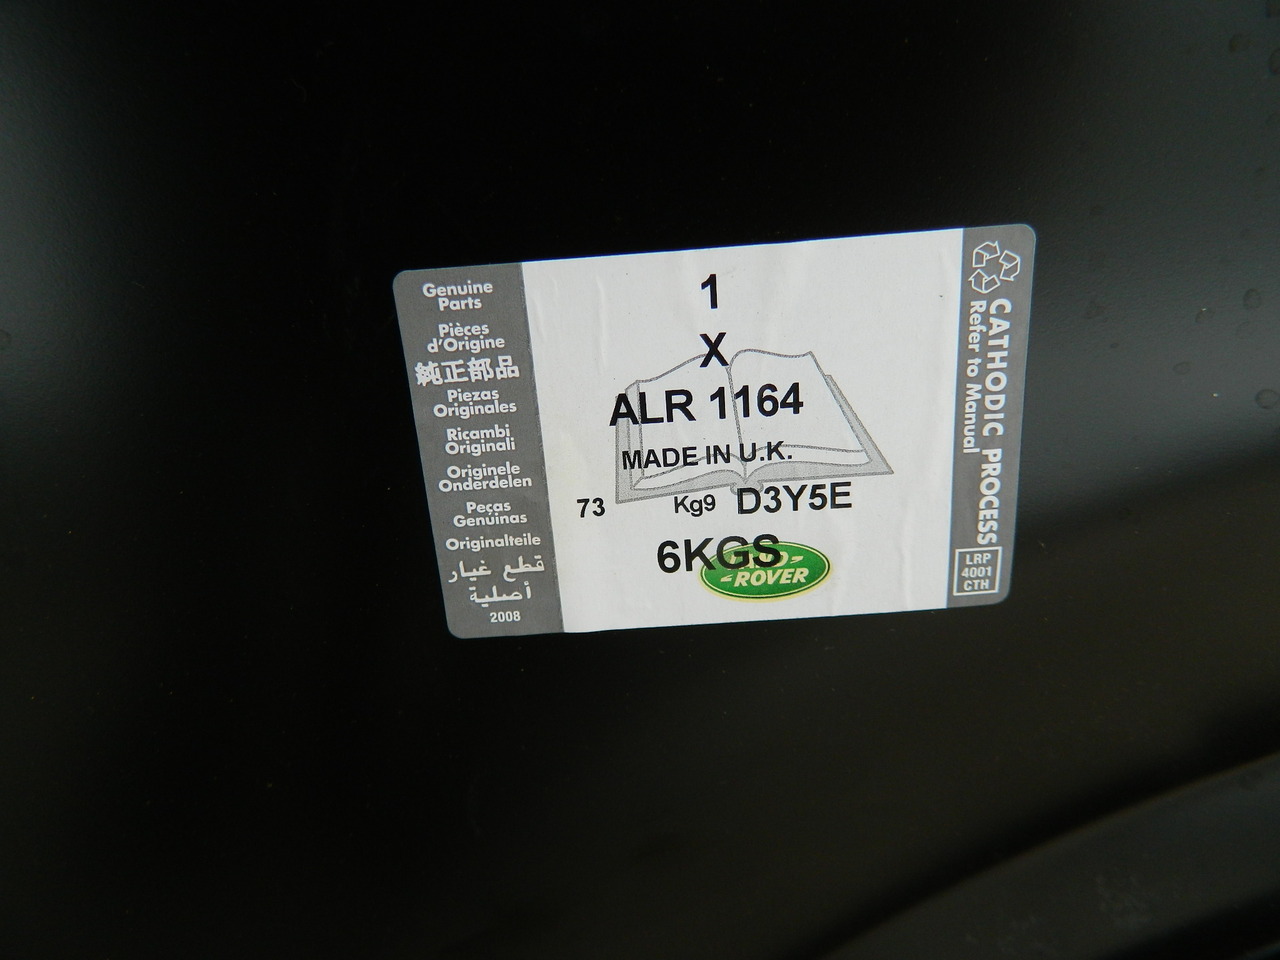 Genuine
Parts
Pièces
d'Origine
純正部品
Piezas
Originales
Ricambi
Originali
Originele
Onderdelen
Peças
Genuinas
Originalteile
قطع غيار
أصلية
2008
1
X
ALR 1164
MADE IN U.K.
73 Kg9 D3Y5E
6KGS
ROVER
CATHODIC PROCESS
Refer to Manual
LRP
4001
CTH